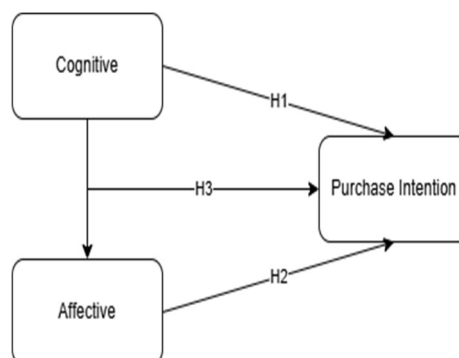 Cognitive
H1
Purchase Intention
H3
H2
Affective